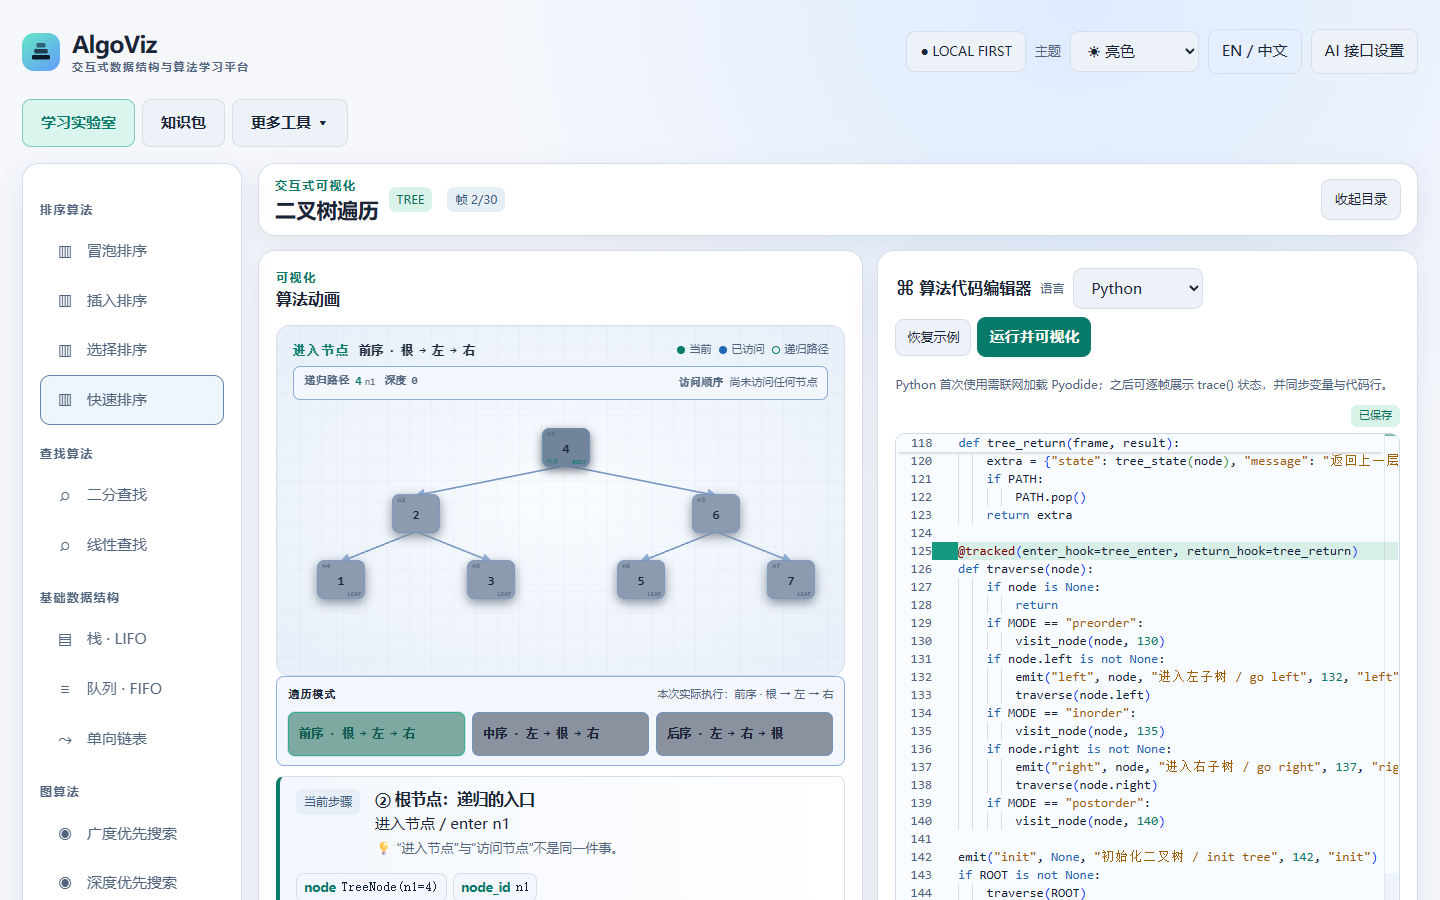 AlgoViz
交互式数据结构与算法学习平台
● LOCAL FIRST
主题
☀ 亮色
EN / 中文
AI 接口设置
学习实验室
知识包
更多工具 ▼
排序算法
冒泡排序
插入排序
选择排序
快速排序
查找算法
二分查找
线性查找
基础数据结构
栈 · LIFO
队列 · FIFO
单向链表
图算法
广度优先搜索
深度优先搜索
交互式可视化
二叉树遍历
TREE
帧 2/30
收起目录
可视化
算法动画
进入节点 前序 · 根 → 左 → 右
当前 已访问 递归路径
递归路径 4 n1 深度 0
访问顺序 尚未访问任何节点
n1
4
ROOT
n2
2
n3
6
n4
1
LEAF
n5
3
LEAF
n6
5
LEAF
n7
7
LEAF
遍历模式
本次实际执行：前序 · 根 → 左 → 右
前序 · 根 → 左 → 右
中序 · 左 → 根 → 右
后序 · 左 → 右 → 根
当前步骤
② 根节点：递归的入口
进入节点 / enter n1
💡 “进入节点”与“访问节点”不是同一件事。
node TreeNode(n1=4)
node_id n1
⌘ 算法代码编辑器
语言
Python
恢复示例
运行并可视化
Python 首次使用需联网加载 Pyodide；之后可逐帧展示 trace() 状态，并同步变量与代码行。
已保存
118 def tree_return(frame, result):
120 extra = {"state": tree_state(node), "message": "返回上一层
121 if PATH:
122 PATH.pop()
123 return extra
124
125 @tracked(enter_hook=tree_enter, return_hook=tree_return)
126 def traverse(node):
127 if node is None:
128 return
129 if MODE == "preorder":
130 visit_node(node, 130)
131 if node.left is not None:
132 emit("left", node, "进入左子树 / go left", 132, "left"
133 traverse(node.left)
134 if MODE == "inorder":
135 visit_node(node, 135)
136 if node.right is not None:
137 emit("right", node, "进入右子树 / go right", 137, "rig
138 traverse(node.right)
139 if MODE == "postorder":
140 visit_node(node, 140)
141
142 emit("init", None, "初始化二叉树 / init tree", 142, "init")
143 if ROOT is not None:
144 traverse(ROOT)